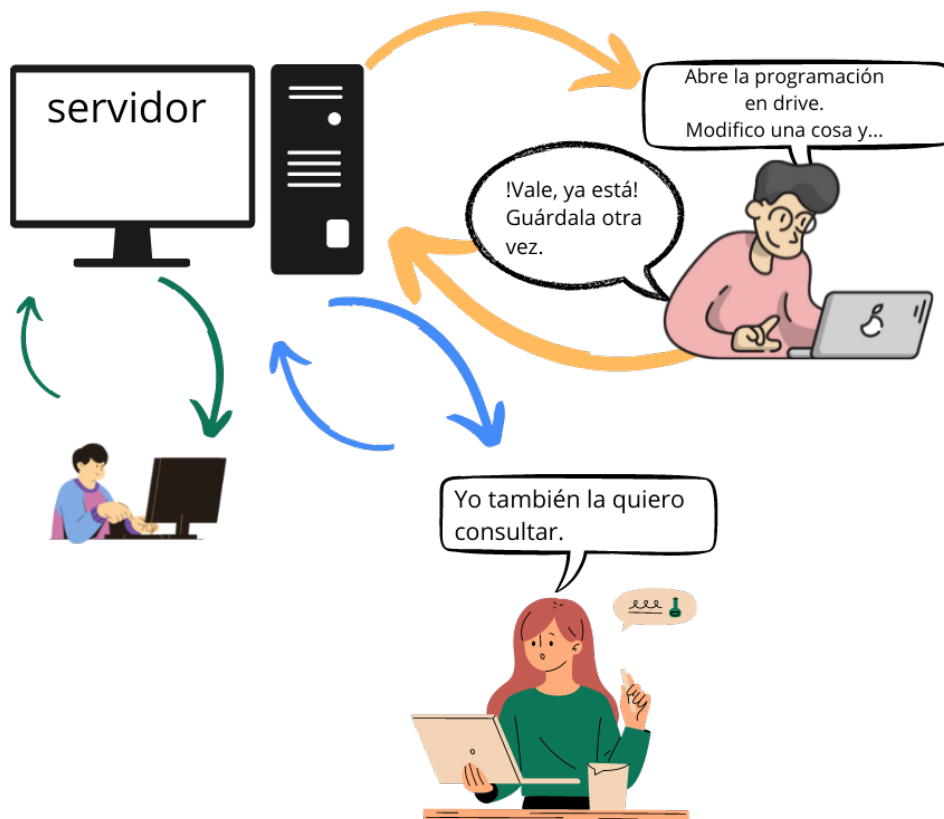 servidor
Abre la programación
en drive.
Modifico una cosa y...
!Vale, ya está!
Guárdala otra
vez.
Yo también la quiero
consultar.